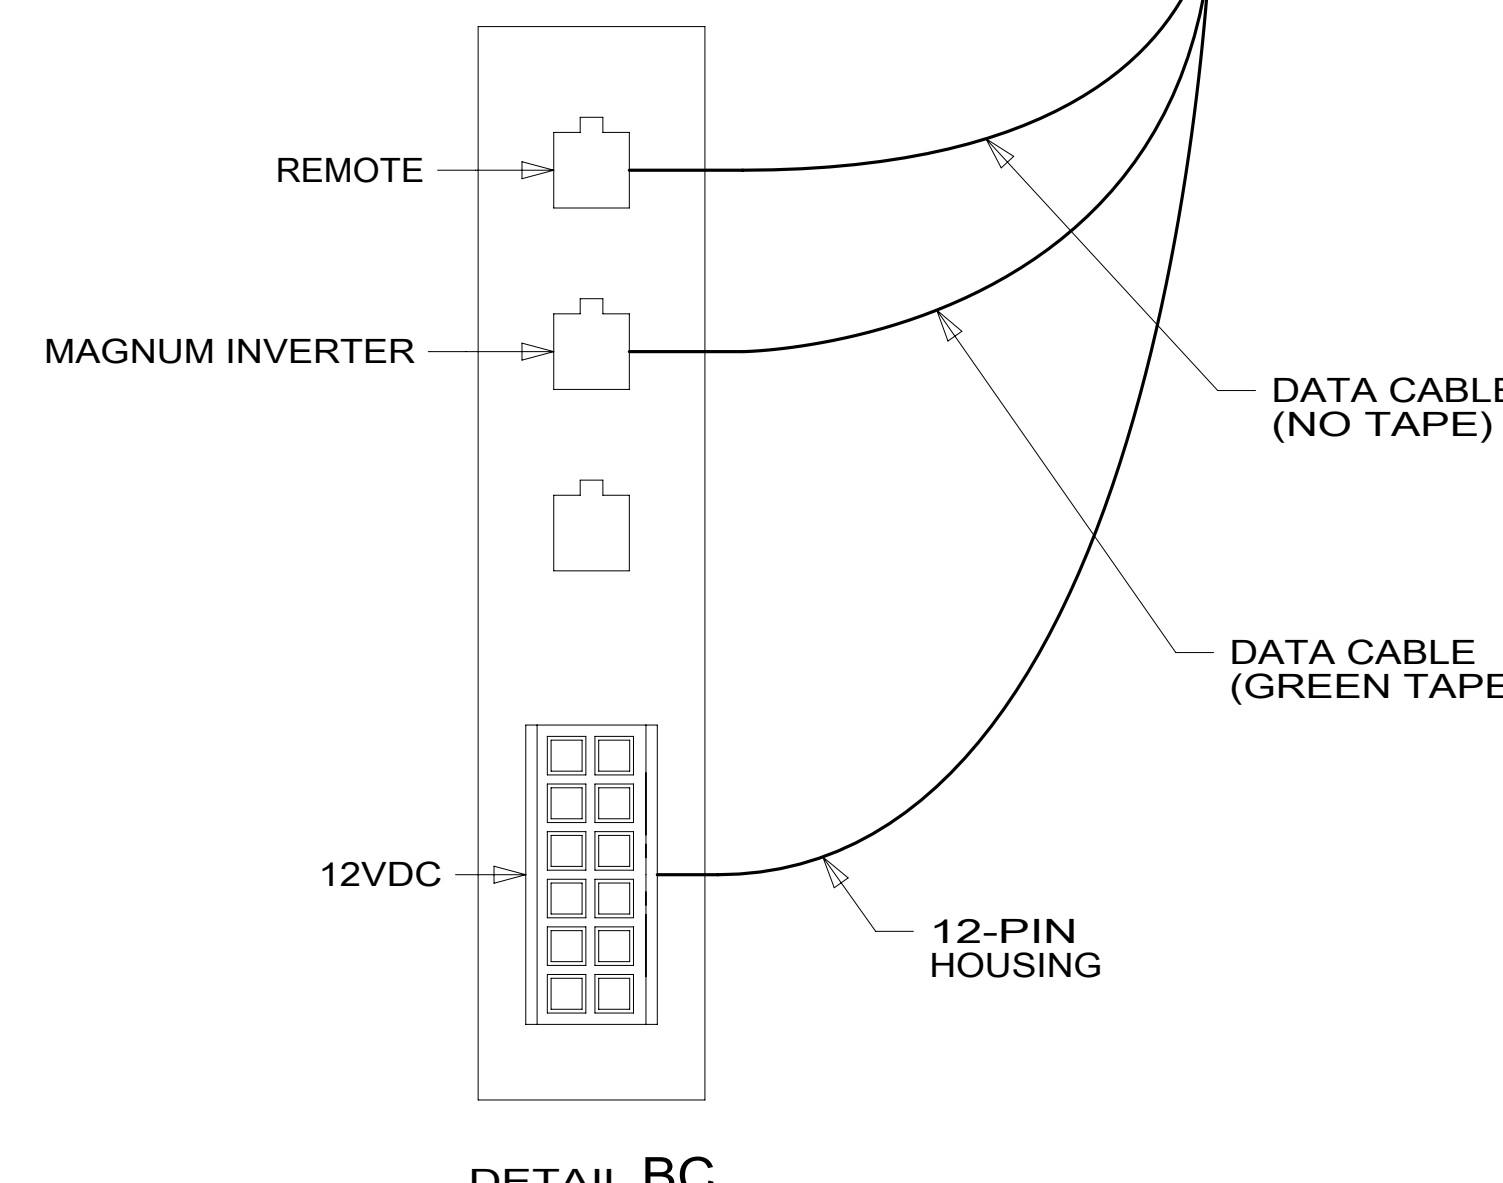 REMOTE
MAGNUM INVERTER
DATA CABLE
(NO TAPE)
DATA CABLE
(GREEN TAPE
12VDC
12-PIN
HOUSING
DETAIL BC